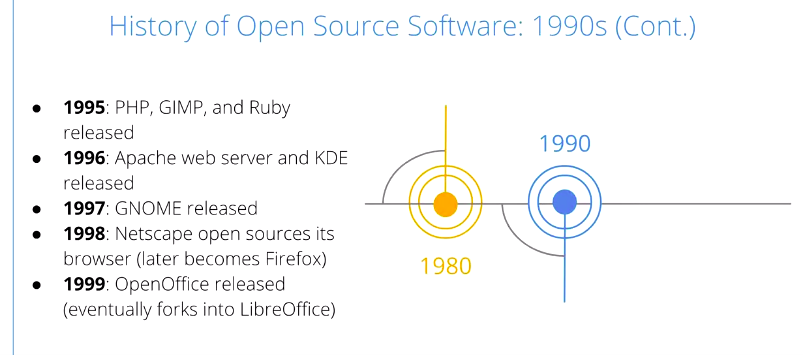 History of Open Source Software: 1990s (Cont.)
● 1995: PHP, GIMP, and Ruby
released
● 1996: Apache web server and KDE
released
● 1997: GNOME released
● 1998: Netscape open sources its
browser (later becomes Firefox)
● 1999: OpenOffice released
(eventually forks into LibreOffice)
1990
1980